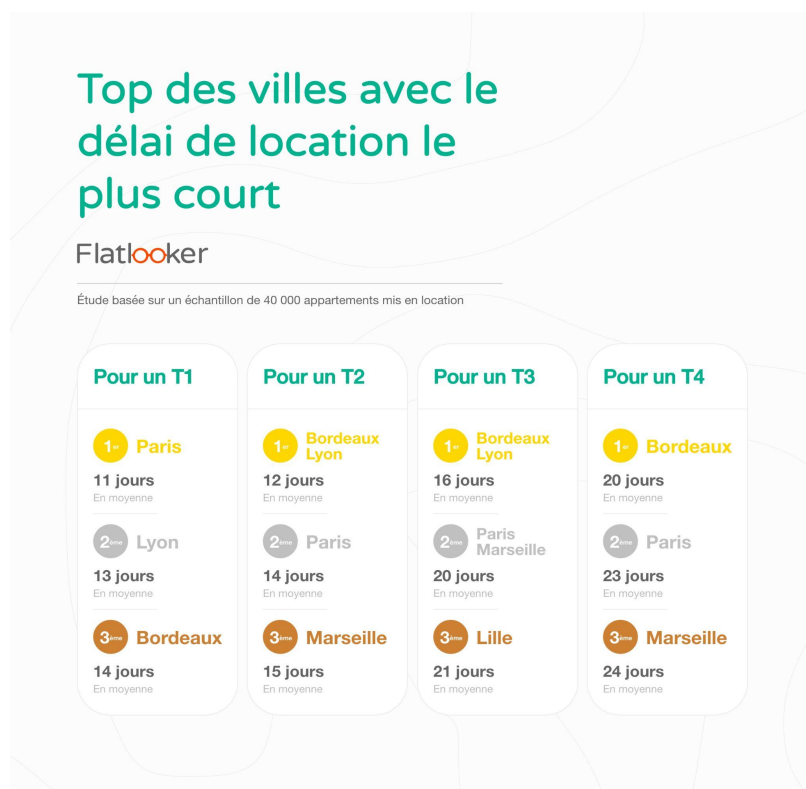 Top des villes avec le
délai de location le
plus court
Flatlooker
Étude basée sur un échantillon de 40 000 appartements mis en location
Pour un T1
1er Paris
11 jours
En moyenne
2ème Lyon
13 jours
En moyenne
3ème Bordeaux
14 jours
En moyenne
Pour un T2
1er Bordeaux
Lyon
12 jours
En moyenne
2ème Paris
14 jours
En moyenne
3ème Marseille
15 jours
En moyenne
Pour un T3
1er Bordeaux
Lyon
16 jours
En moyenne
2ème Paris
Marseille
20 jours
En moyenne
3ème Lille
21 jours
En moyenne
Pour un T4
1er Bordeaux
20 jours
En moyenne
2ème Paris
23 jours
En moyenne
3ème Marseille
24 jours
En moyenne